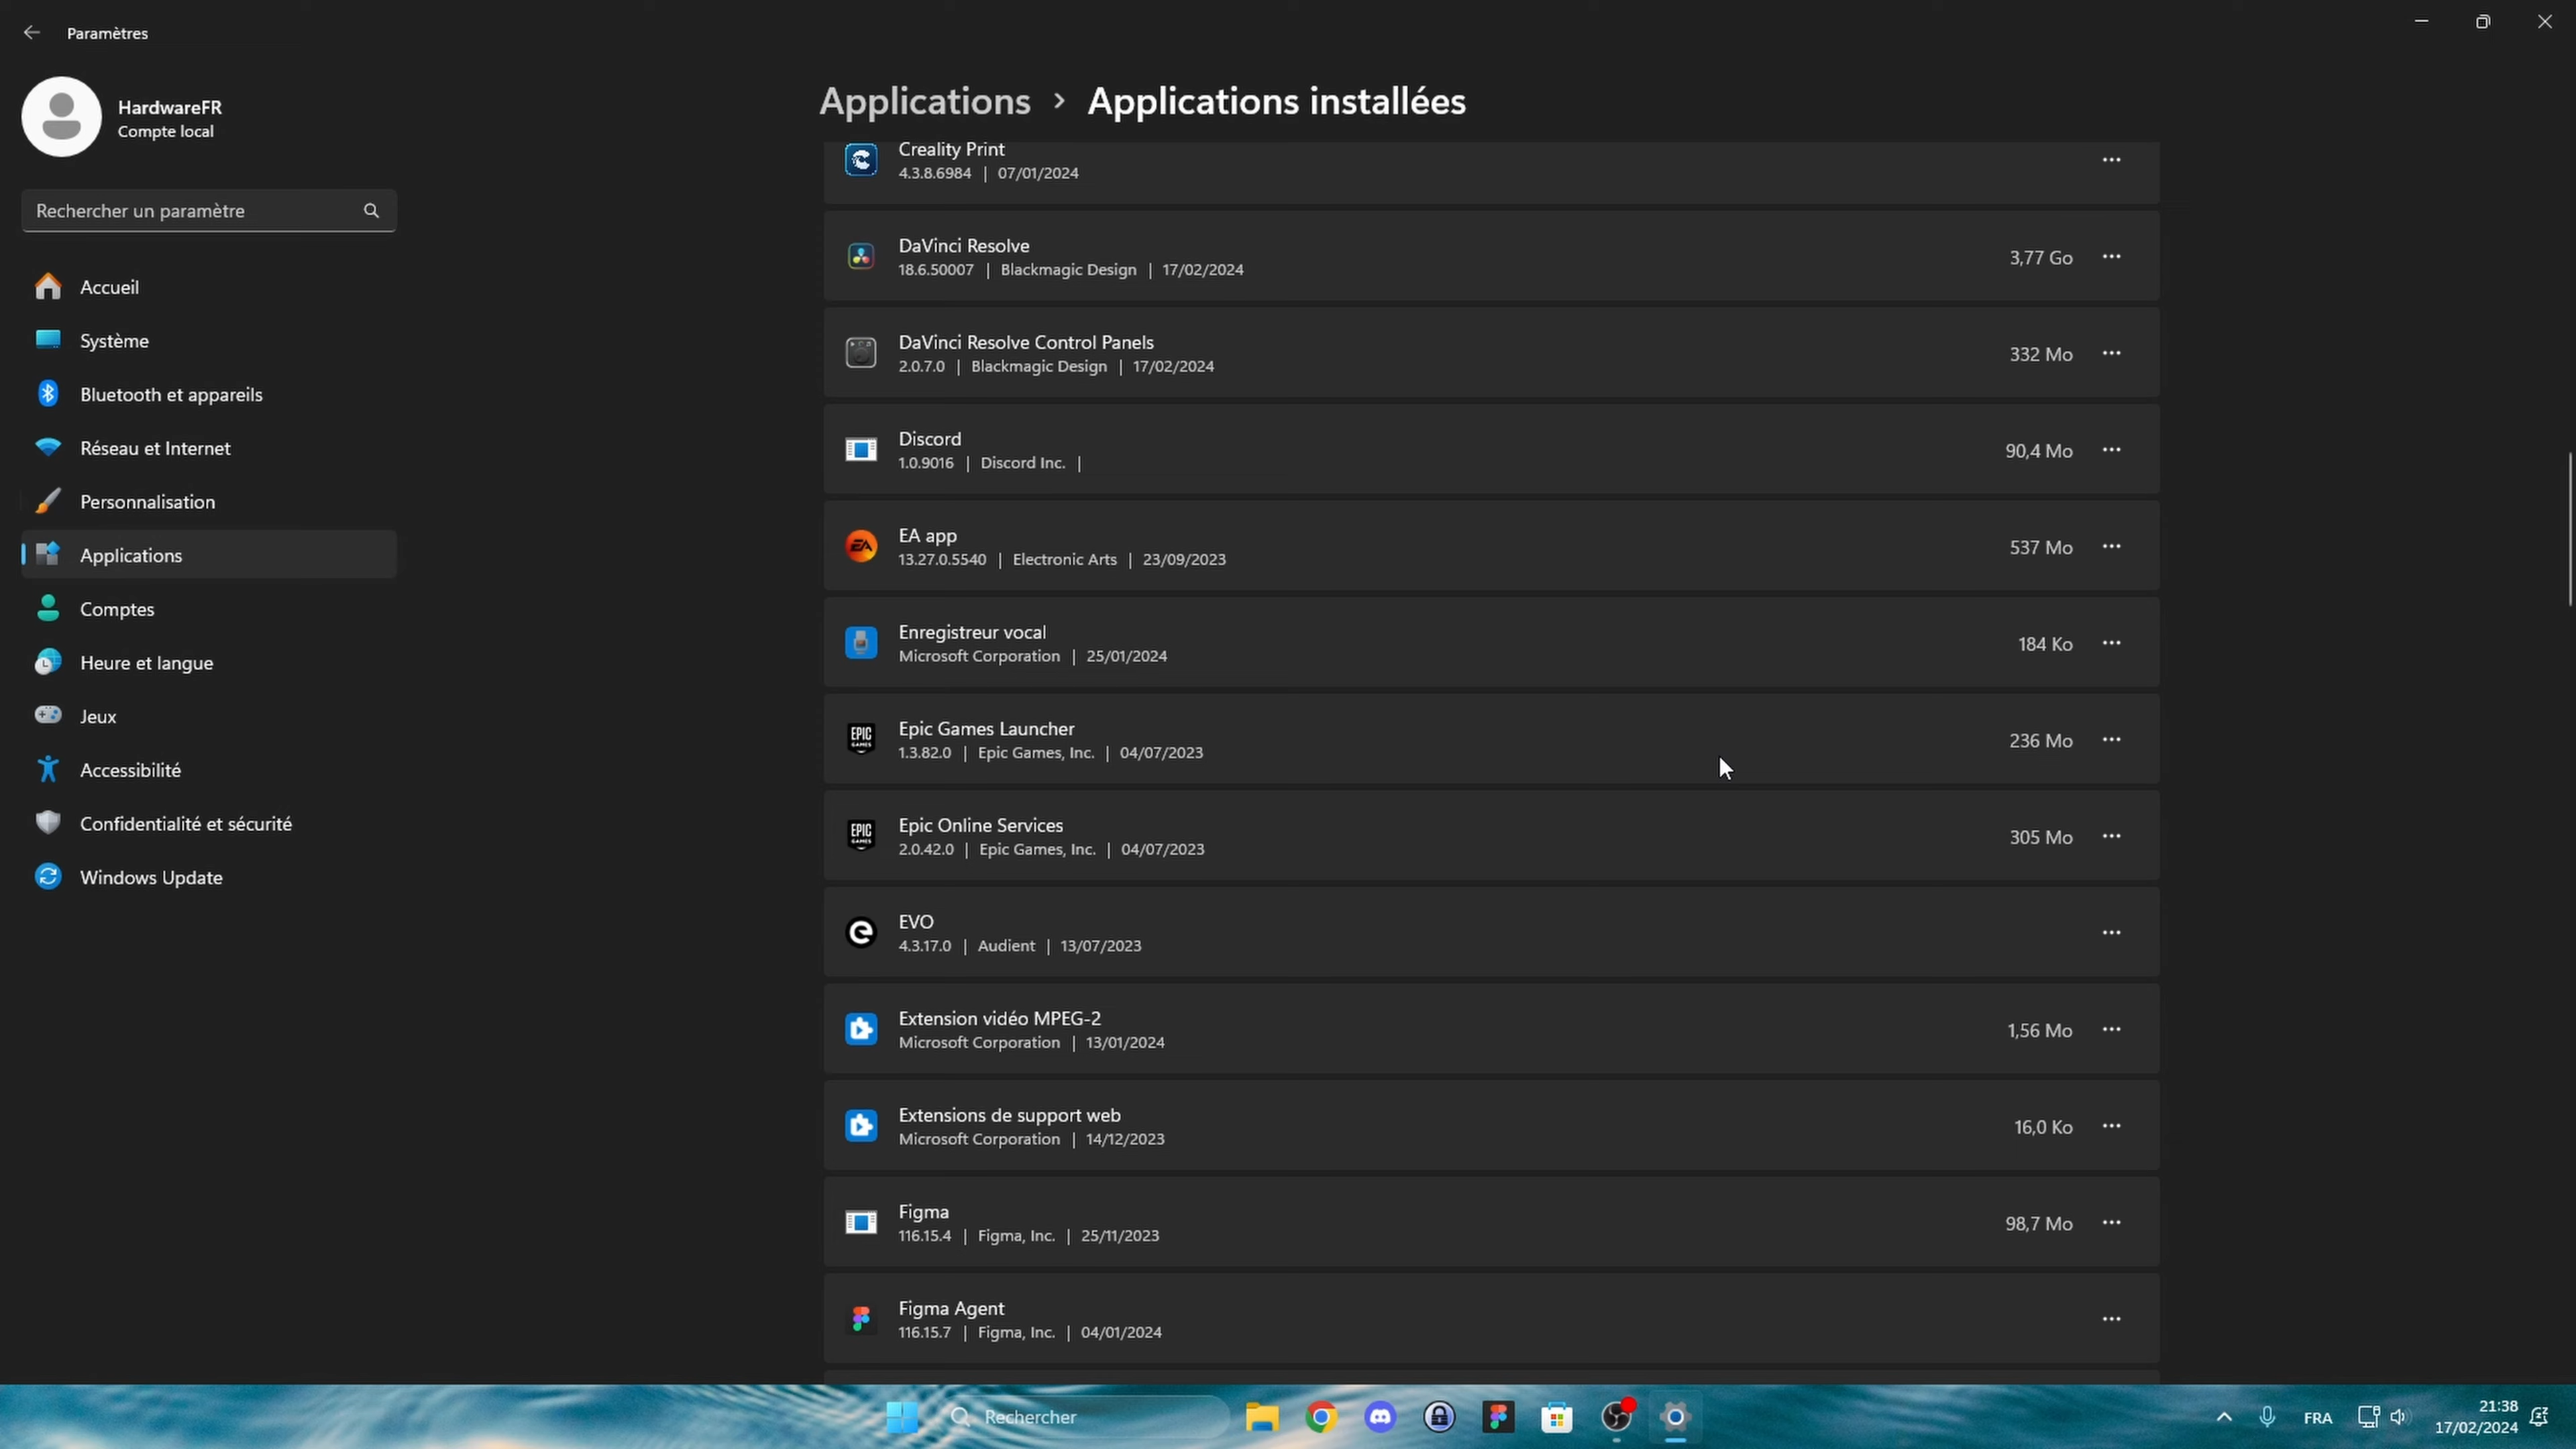 Paramètres
HardwareFR
Compte local
Rechercher un paramètre
Accueil
Système
Bluetooth et appareils
Réseau et Internet
Personnalisation
Applications
Comptes
Heure et langue
Jeux
Accessibilité
Confidentialité et sécurité
Windows Update
Applications > Applications installées
Creality Print
4.3.8.6984 | 07/01/2024
DaVinci Resolve
18.6.50007 | Blackmagic Design | 17/02/2024
3,77 Go
DaVinci Resolve Control Panels
2.0.7.0 | Blackmagic Design | 17/02/2024
332 Mo
Discord
1.0.9016 | Discord Inc. |
90,4 Mo
EA app
13.27.0.5540 | Electronic Arts | 23/09/2023
537 Mo
Enregistreur vocal
Microsoft Corporation | 25/01/2024
184 Ko
EPIC GAMES
Epic Games Launcher
1.3.82.0 | Epic Games, Inc. | 04/07/2023
236 Mo
EPIC GAMES
Epic Online Services
2.0.42.0 | Epic Games, Inc. | 04/07/2023
305 Mo
EVO
4.3.17.0 | Audient | 13/07/2023
Extension vidéo MPEG-2
Microsoft Corporation | 13/01/2024
1,56 Mo
Extensions de support web
Microsoft Corporation | 14/12/2023
16,0 Ko
Figma
116.15.4 | Figma, Inc. | 25/11/2023
98,7 Mo
Figma Agent
116.15.7 | Figma, Inc. | 04/01/2024
Rechercher
FRA
21:38
17/02/2024